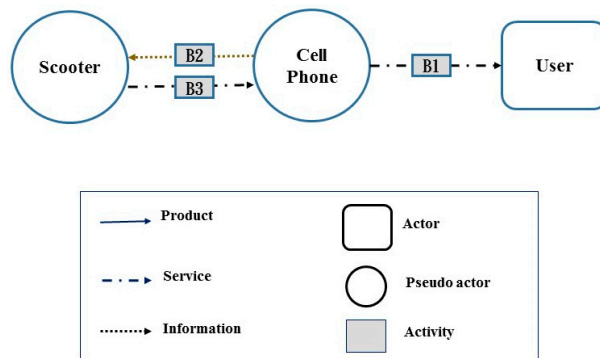 Scooter
B2
B3
Cell
Phone
B1
User
Product
Actor
Service
Pseudo actor
Information
Activity